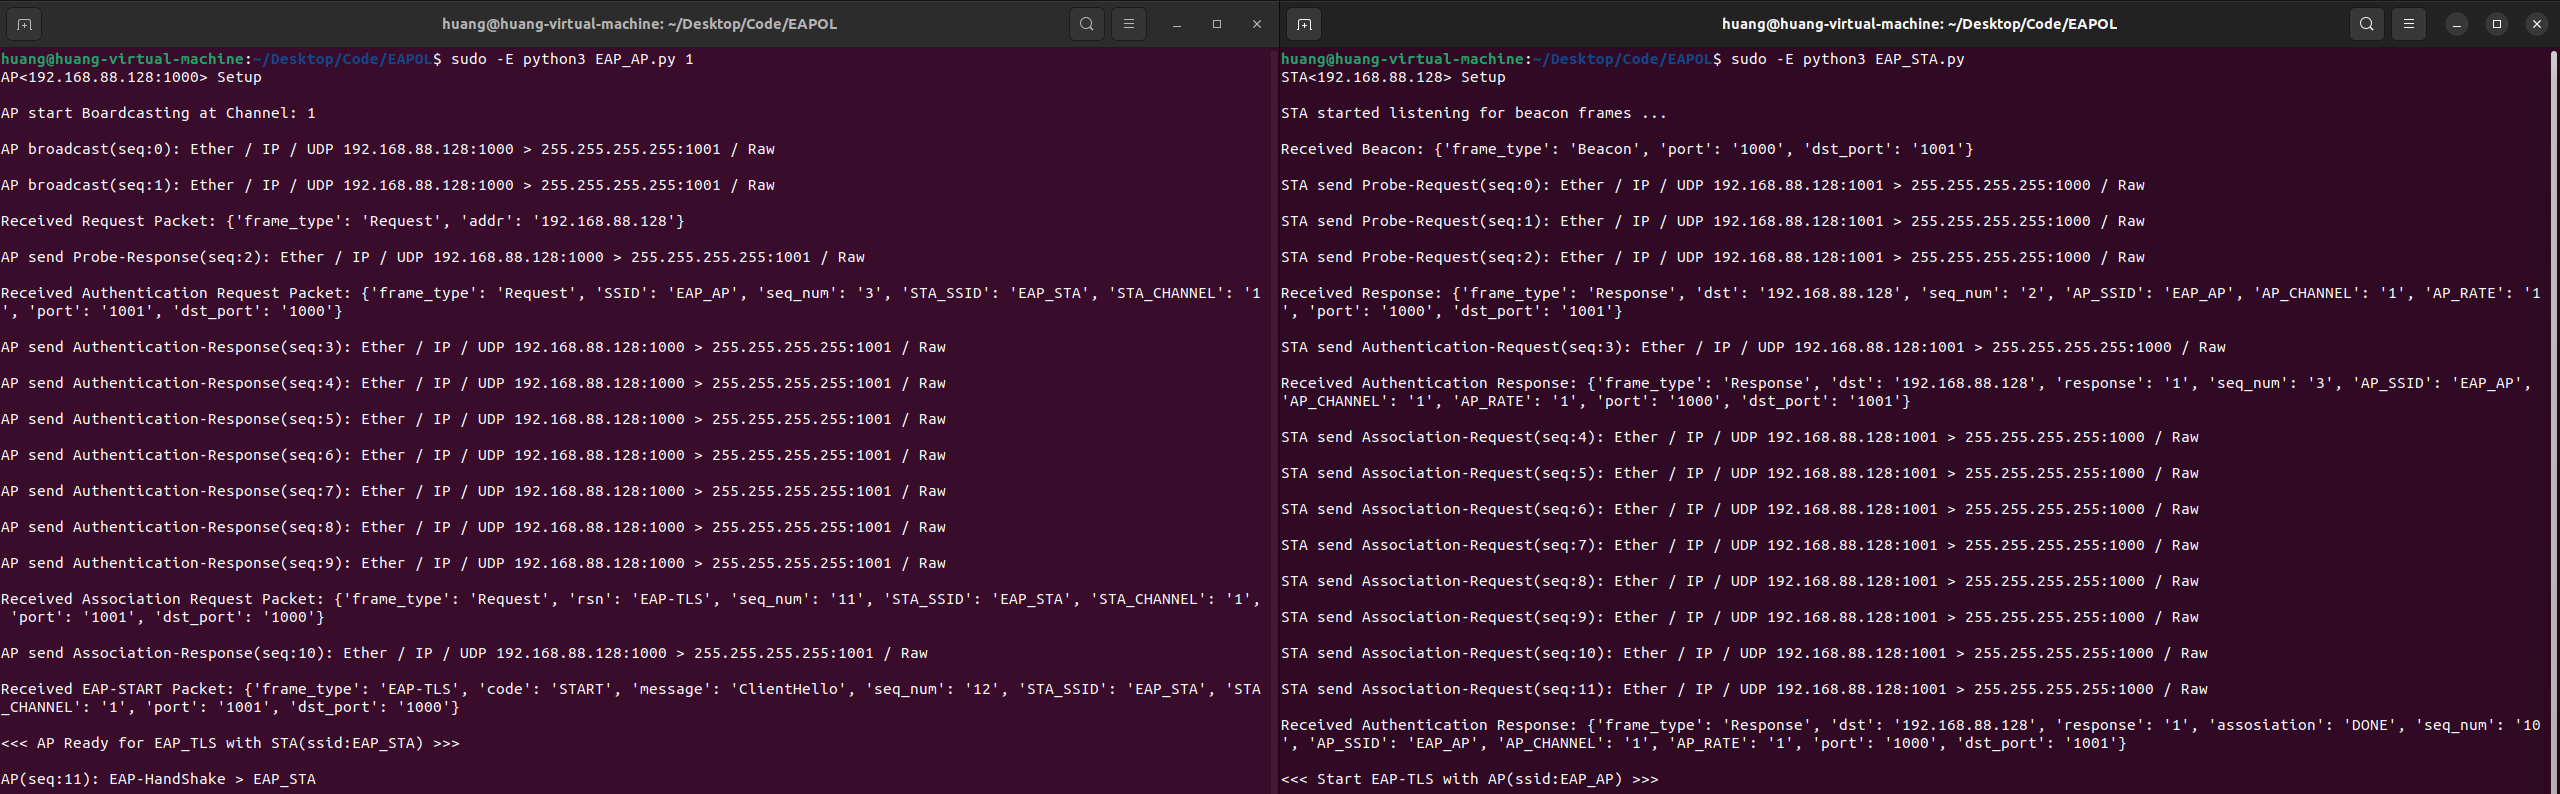 huang@huang-virtual-machine: ~/Desktop/Code/EAPOL
huang@huang-virtual-machine:~/Desktop/Code/EAPOL$ sudo -E python3 EAP_AP.py 1
AP<192.168.88.128:1000> Setup
AP start Boardcasting at Channel: 1
AP broadcast(seq:0): Ether / IP / UDP 192.168.88.128:1000 > 255.255.255.255:1001 / Raw
AP broadcast(seq:1): Ether / IP / UDP 192.168.88.128:1000 > 255.255.255.255:1001 / Raw
Received Request Packet: {'frame_type': 'Request', 'addr': '192.168.88.128'}
AP send Probe-Response(seq:2): Ether / IP / UDP 192.168.88.128:1000 > 255.255.255.255:1001 / Raw
Received Authentication Request Packet: {'frame_type': 'Request', 'SSID': 'EAP_AP', 'seq_num': '3', 'STA_SSID': 'EAP_STA', 'STA_CHANNEL': '1
', 'port': '1001', 'dst_port': '1000'}
AP send Authentication-Response(seq:3): Ether / IP / UDP 192.168.88.128:1000 > 255.255.255.255:1001 / Raw
AP send Authentication-Response(seq:4): Ether / IP / UDP 192.168.88.128:1000 > 255.255.255.255:1001 / Raw
AP send Authentication-Response(seq:5): Ether / IP / UDP 192.168.88.128:1000 > 255.255.255.255:1001 / Raw
AP send Authentication-Response(seq:6): Ether / IP / UDP 192.168.88.128:1000 > 255.255.255.255:1001 / Raw
AP send Authentication-Response(seq:7): Ether / IP / UDP 192.168.88.128:1000 > 255.255.255.255:1001 / Raw
AP send Authentication-Response(seq:8): Ether / IP / UDP 192.168.88.128:1000 > 255.255.255.255:1001 / Raw
AP send Authentication-Response(seq:9): Ether / IP / UDP 192.168.88.128:1000 > 255.255.255.255:1001 / Raw
Received Association Request Packet: {'frame_type': 'Request', 'rsn': 'EAP-TLS', 'seq_num': '11', 'STA_SSID': 'EAP_STA', 'STA_CHANNEL': '1',
 'port': '1001', 'dst_port': '1000'}
AP send Association-Response(seq:10): Ether / IP / UDP 192.168.88.128:1000 > 255.255.255.255:1001 / Raw
Received EAP-START Packet: {'frame_type': 'EAP-TLS', 'code': 'START', 'message': 'ClientHello', 'seq_num': '12', 'STA_SSID': 'EAP_STA', 'STA
_CHANNEL': '1', 'port': '1001', 'dst_port': '1000'}
<<< AP Ready for EAP_TLS with STA(ssid:EAP_STA) >>>
AP(seq:11): EAP-HandShake > EAP_STA
huang@huang-virtual-machine: ~/Desktop/Code/EAPOL
huang@huang-virtual-machine:~/Desktop/Code/EAPOL$ sudo -E python3 EAP_STA.py
STA<192.168.88.128> Setup
STA started listening for beacon frames ...
Received Beacon: {'frame_type': 'Beacon', 'port': '1000', 'dst_port': '1001'}
STA send Probe-Request(seq:0): Ether / IP / UDP 192.168.88.128:1001 > 255.255.255.255:1000 / Raw
STA send Probe-Request(seq:1): Ether / IP / UDP 192.168.88.128:1001 > 255.255.255.255:1000 / Raw
STA send Probe-Request(seq:2): Ether / IP / UDP 192.168.88.128:1001 > 255.255.255.255:1000 / Raw
Received Response: {'frame_type': 'Response', 'dst': '192.168.88.128', 'seq_num': '2', 'AP_SSID': 'EAP_AP', 'AP_CHANNEL': '1', 'AP_RATE': '1
', 'port': '1000', 'dst_port': '1001'}
STA send Authentication-Request(seq:3): Ether / IP / UDP 192.168.88.128:1001 > 255.255.255.255:1000 / Raw
Received Authentication Response: {'frame_type': 'Response', 'dst': '192.168.88.128', 'response': '1', 'seq_num': '3', 'AP_SSID': 'EAP_AP',
'AP_CHANNEL': '1', 'AP_RATE': '1', 'port': '1000', 'dst_port': '1001'}
STA send Association-Request(seq:4): Ether / IP / UDP 192.168.88.128:1001 > 255.255.255.255:1000 / Raw
STA send Association-Request(seq:5): Ether / IP / UDP 192.168.88.128:1001 > 255.255.255.255:1000 / Raw
STA send Association-Request(seq:6): Ether / IP / UDP 192.168.88.128:1001 > 255.255.255.255:1000 / Raw
STA send Association-Request(seq:7): Ether / IP / UDP 192.168.88.128:1001 > 255.255.255.255:1000 / Raw
STA send Association-Request(seq:8): Ether / IP / UDP 192.168.88.128:1001 > 255.255.255.255:1000 / Raw
STA send Association-Request(seq:9): Ether / IP / UDP 192.168.88.128:1001 > 255.255.255.255:1000 / Raw
STA send Association-Request(seq:10): Ether / IP / UDP 192.168.88.128:1001 > 255.255.255.255:1000 / Raw
STA send Association-Request(seq:11): Ether / IP / UDP 192.168.88.128:1001 > 255.255.255.255:1000 / Raw
Received Authentication Response: {'frame_type': 'Response', 'dst': '192.168.88.128', 'response': '1', 'assosiation': 'DONE', 'seq_num': '10
', 'AP_SSID': 'EAP_AP', 'AP_CHANNEL': '1', 'AP_RATE': '1', 'port': '1000', 'dst_port': '1001'}
<<< Start EAP-TLS with AP(ssid:EAP_AP) >>>